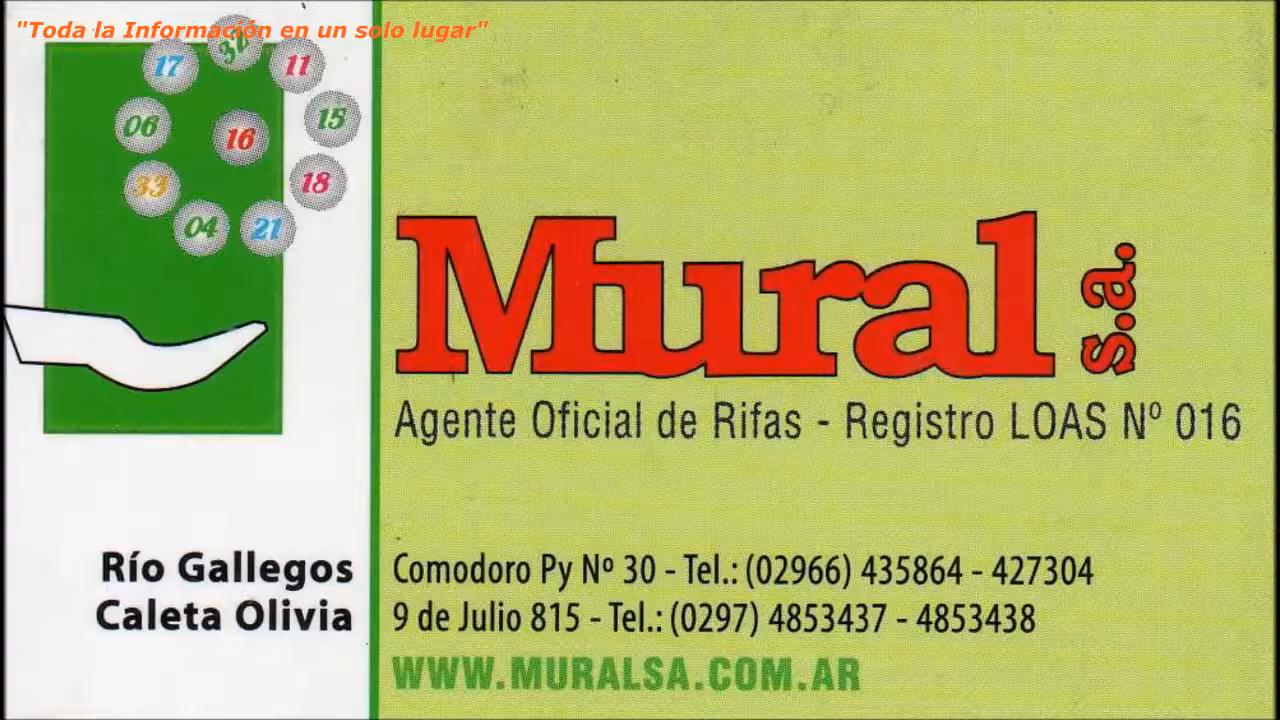 "Toda la Información en un solo lugar"
17
11
06
16
15
33
18
04
21
Mural s.a.
Agente Oficial de Rifas - Registro LOAS Nº 016
Río Gallegos Comodoro Py Nº 30 - Tel.: (02966) 435864 - 427304
Caleta Olivia 9 de Julio 815 - Tel.: (0297) 4853437 - 4853438
WWW.MURALSA.COM.AR